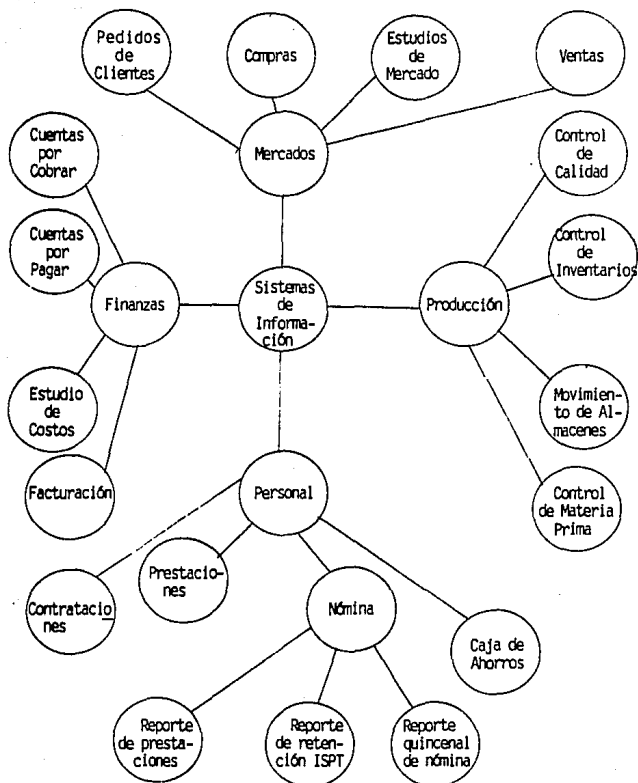 Pedidos
de
Clientes
Compras
Estudios
de
Mercado
Ventas
Cuentas
por
Cobrar
Mercados
Control
de
Calidad
Cuentas
por
Pagar
Finanzas
Sistemas
de
Informa-
ción
Producción
Control
de
Inventarios
Estudio
de
Costos
Movimien-
to de Al-
macenes
Facturación
Personal
Control
de Materia
Prima
Contratacio
nes
Prestacio-
nes
Nómina
Caja de
Ahorros
Reporte
de presta-
ciones
Reporte
de reten-
ción ISPT
Reporte
quincenal
de nómina